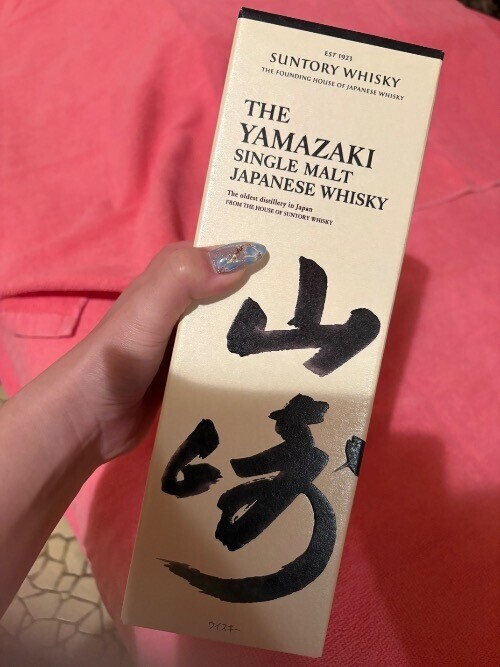 EST 1923
SUNTORY WHISKY
THE FOUNDING HOUSE OF JAPANESE WHISKY
THE
YAMAZAKI
SINGLE MALT
JAPANESE WHISKY
The oldest distillery in Japan
FROM THE HOUSE OF SUNTORY WHISKY
山
崎
ウイスキー